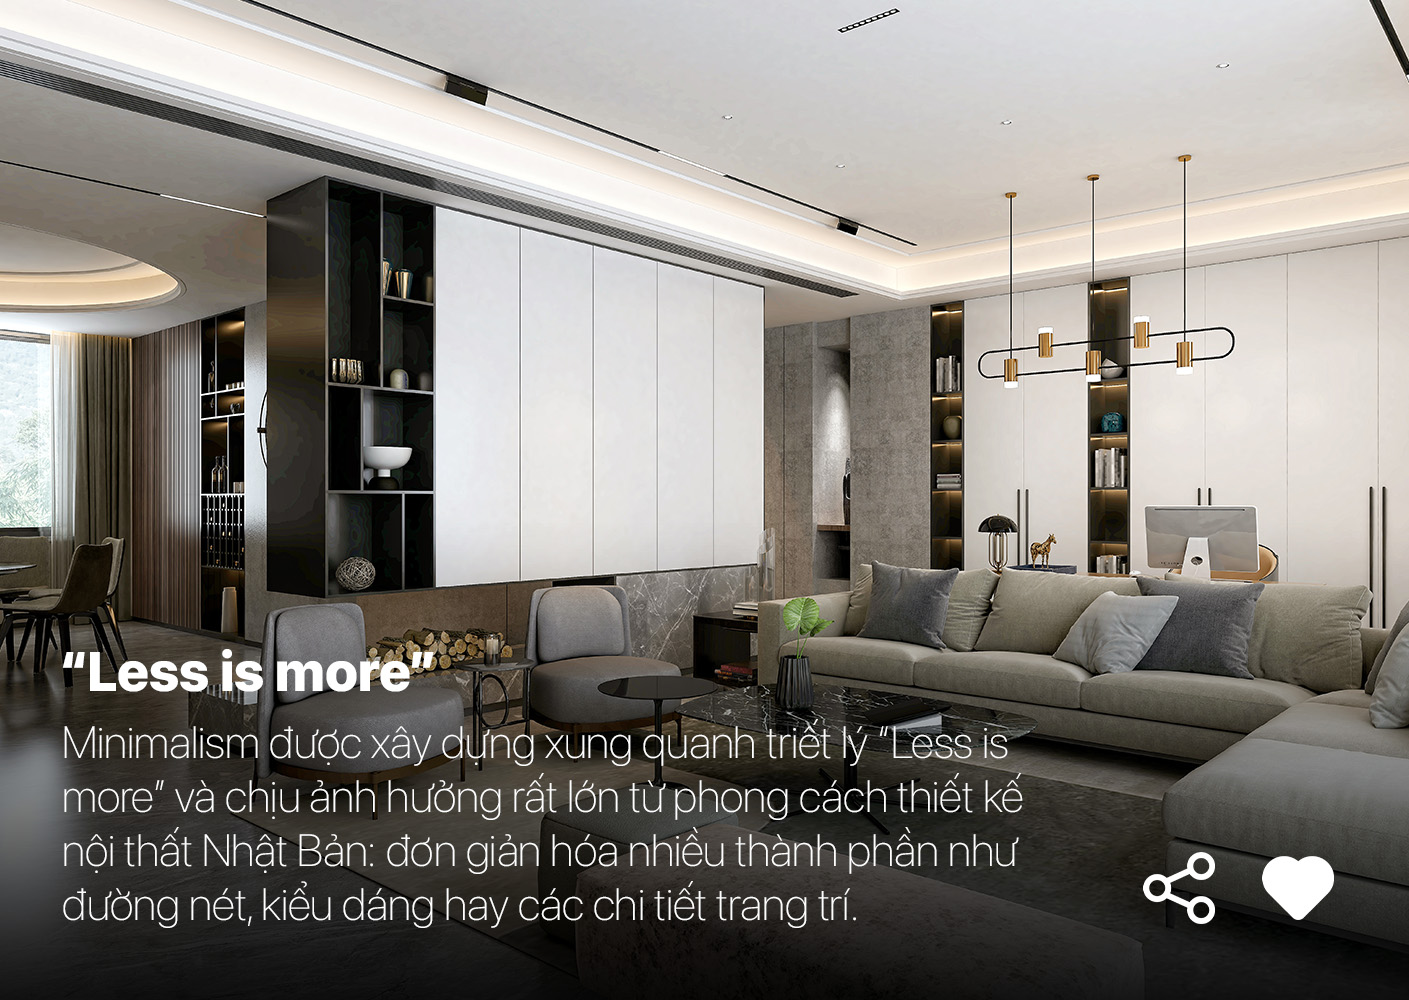 “Less is more”
Minimalism được xây dựng xung quanh triết lý “Less is
more” và chịu ảnh hưởng rất lớn từ phong cách thiết kế
nội thất Nhật Bản: đơn giản hóa nhiều thành phần như
đường nét, kiểu dáng hay các chi tiết trang trí.